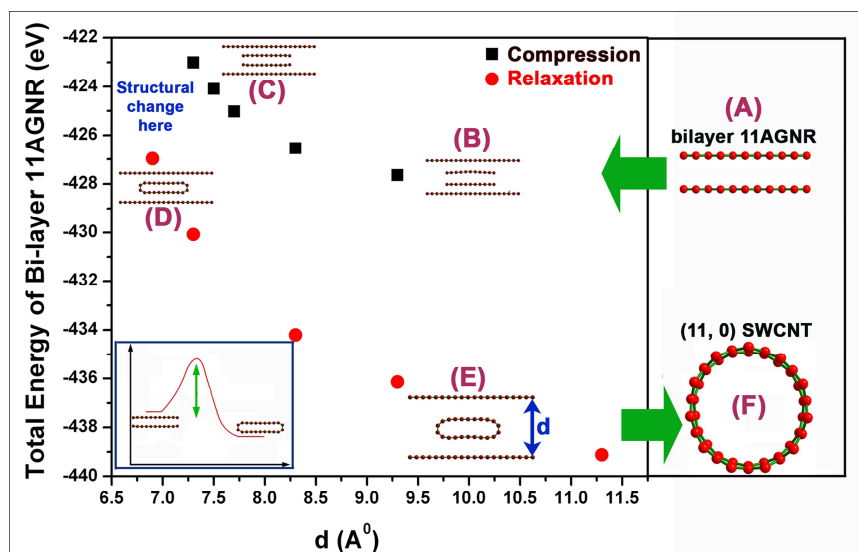 Total Energy of Bi-layer 11AGNR (eV)
-422
-424
-426
-428
-430
-432
-434
-436
-438
-440
6.5 7.0 7.5 8.0 8.5 9.0 9.5 10.0 10.5 11.0 11.5
d (A⁰)
Compression
Relaxation
Structural
change
here
(C)
(B)
(D)
(E)
d
(A)
bilayer 11AGNR
(11, 0) SWCNT
(F)